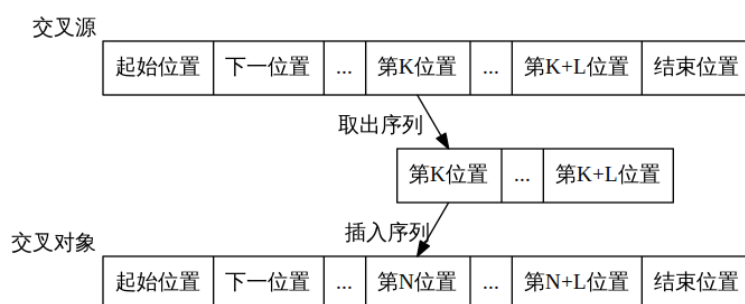 交叉源
起始位置 下一位置 ... 第K位置 ... 第K+L位置 结束位置
取出序列
第K位置 ... 第K+L位置
插入序列
交叉对象
起始位置 下一位置 ... 第N位置 ... 第N+L位置 结束位置